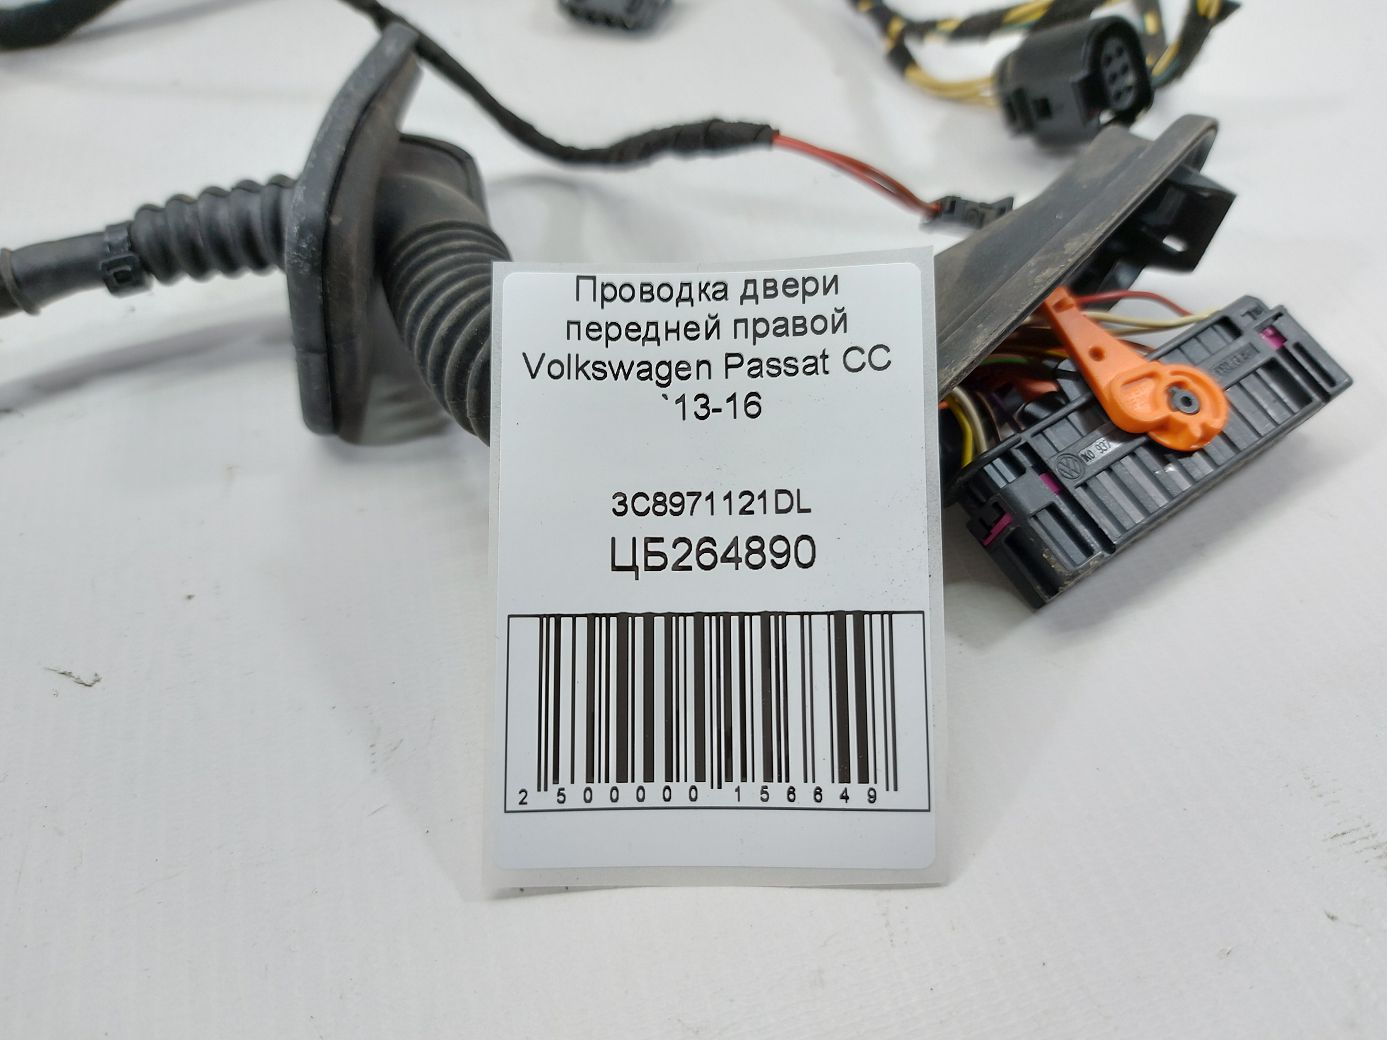 Проводка двери
передней правой
Volkswagen Passat CC
`13-16
3C8971121DL
ЦБ264890
2 500000 156649